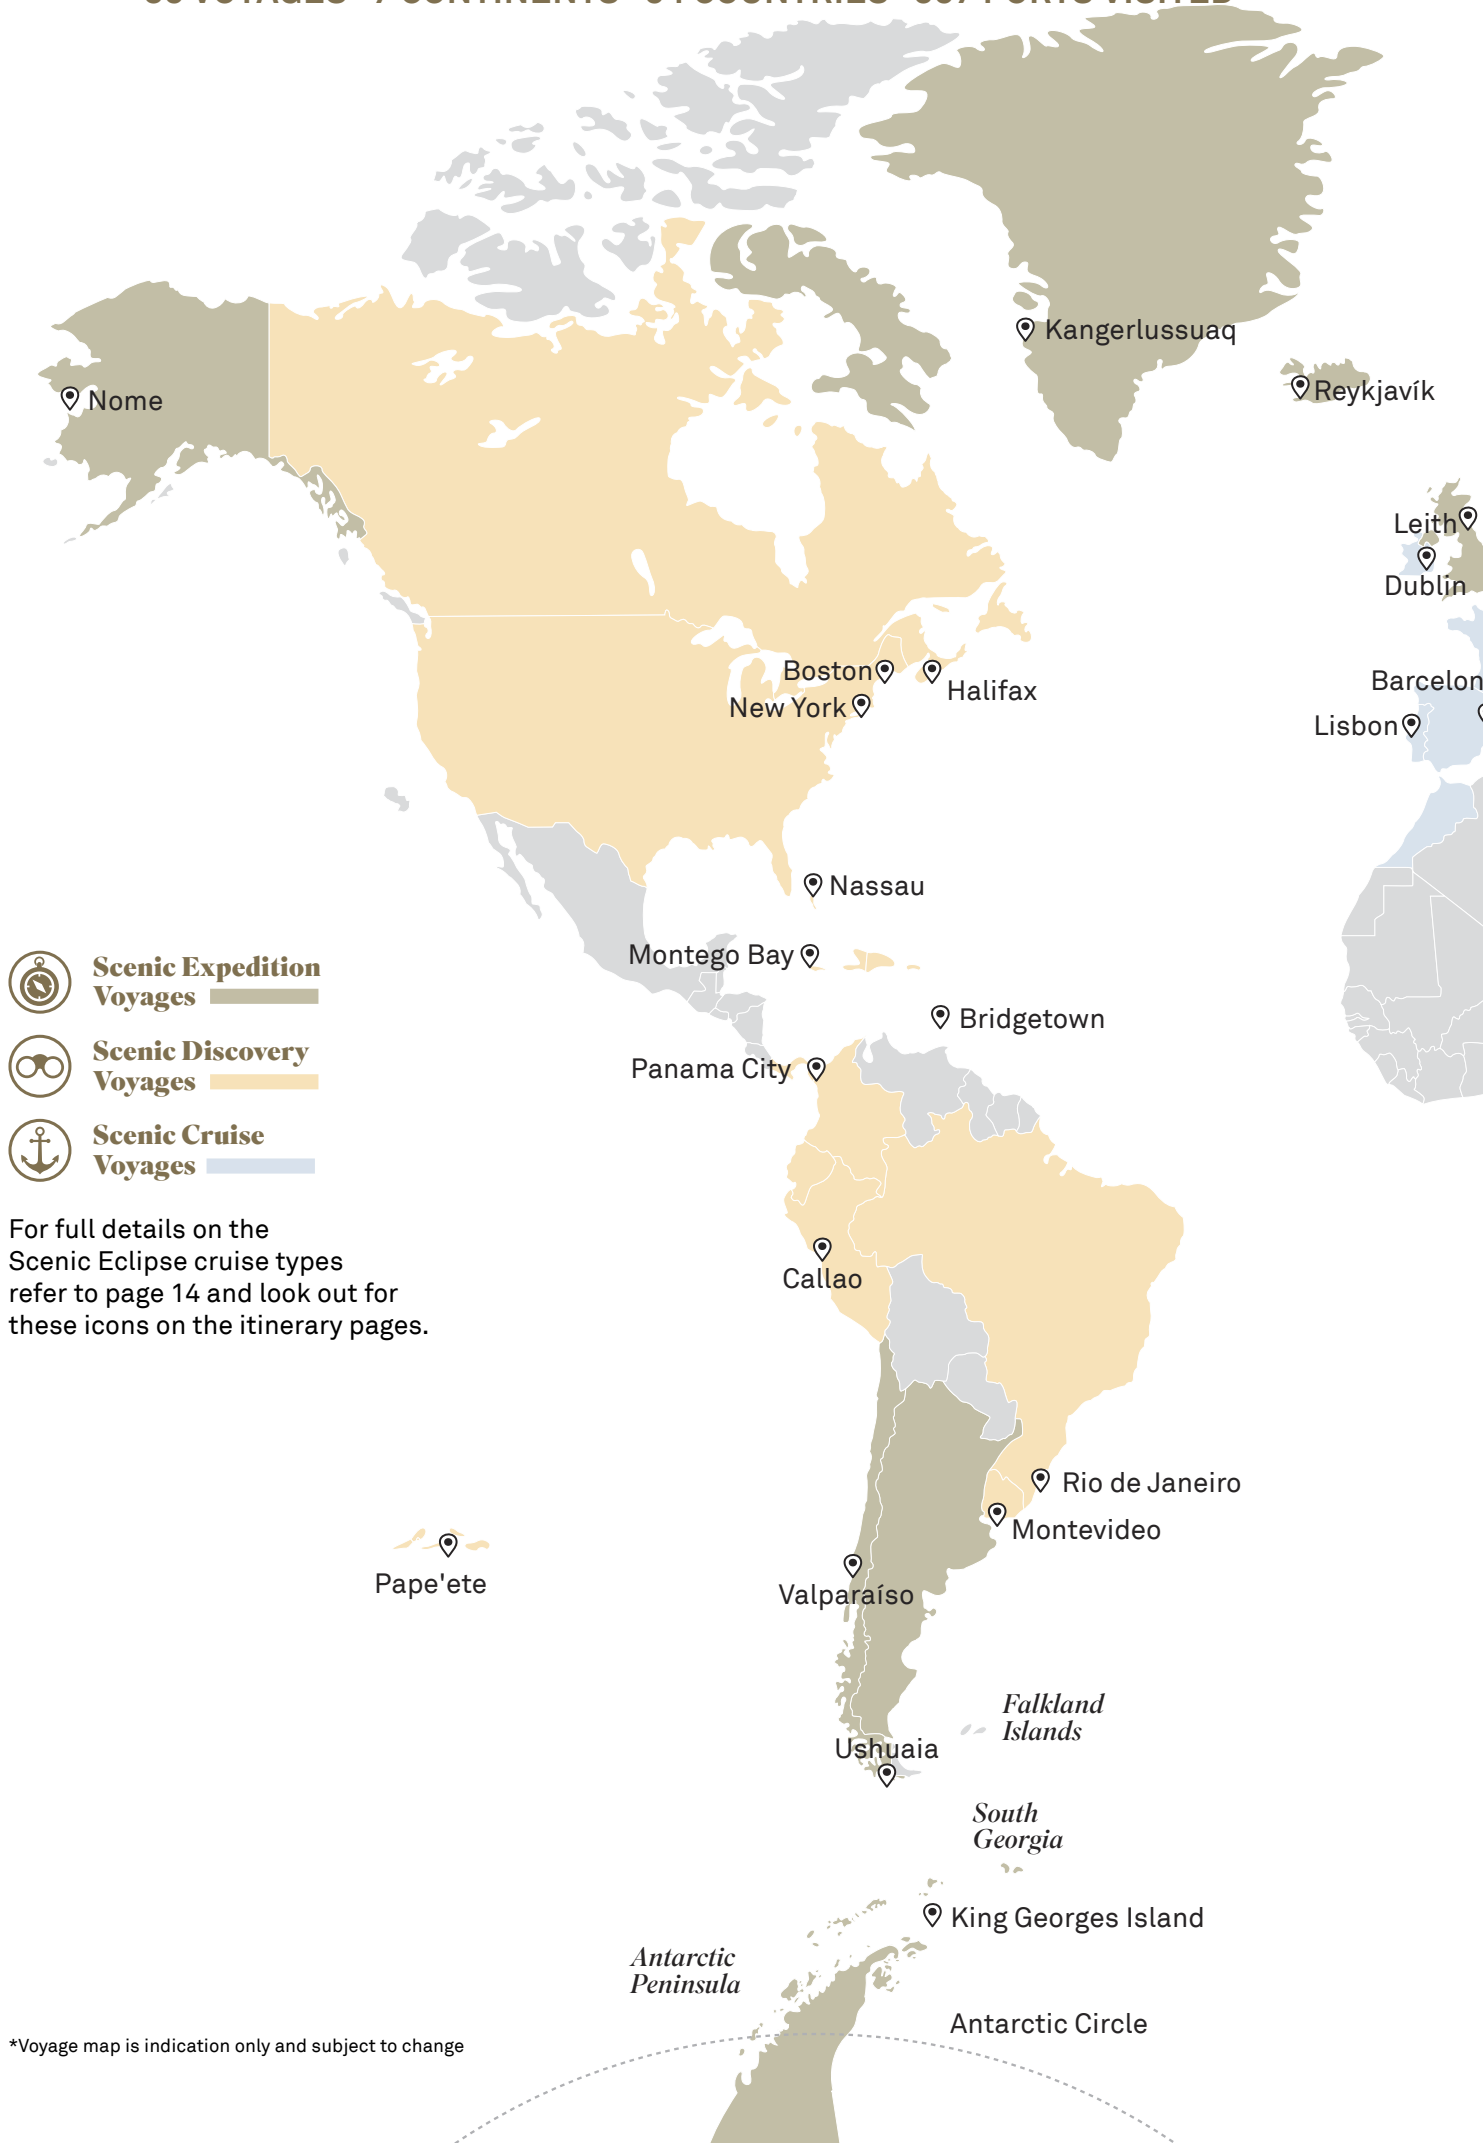 Kangerlussuaq
Reykjavík
Nome
Leith
Dublin
Boston
Halifax
New York
Lisbon
Nassau
Montego Bay
Scenic Expedition
Voyages
Bridgetown
Scenic Discovery
Voyages
Panama City
Scenic Cruise
Voyages
For full details on the
Scenic Eclipse cruise types
refer to page 14 and look out for
these icons on the itinerary pages.
Callao
Rio de Janeiro
Montevideo
Pape'ete
Valparaíso
Falkland
Islands
Ushuaia
South
Georgia
King Georges Island
Antarctic
Peninsula
Antarctic Circle
*Voyage map is indication only and subject to change